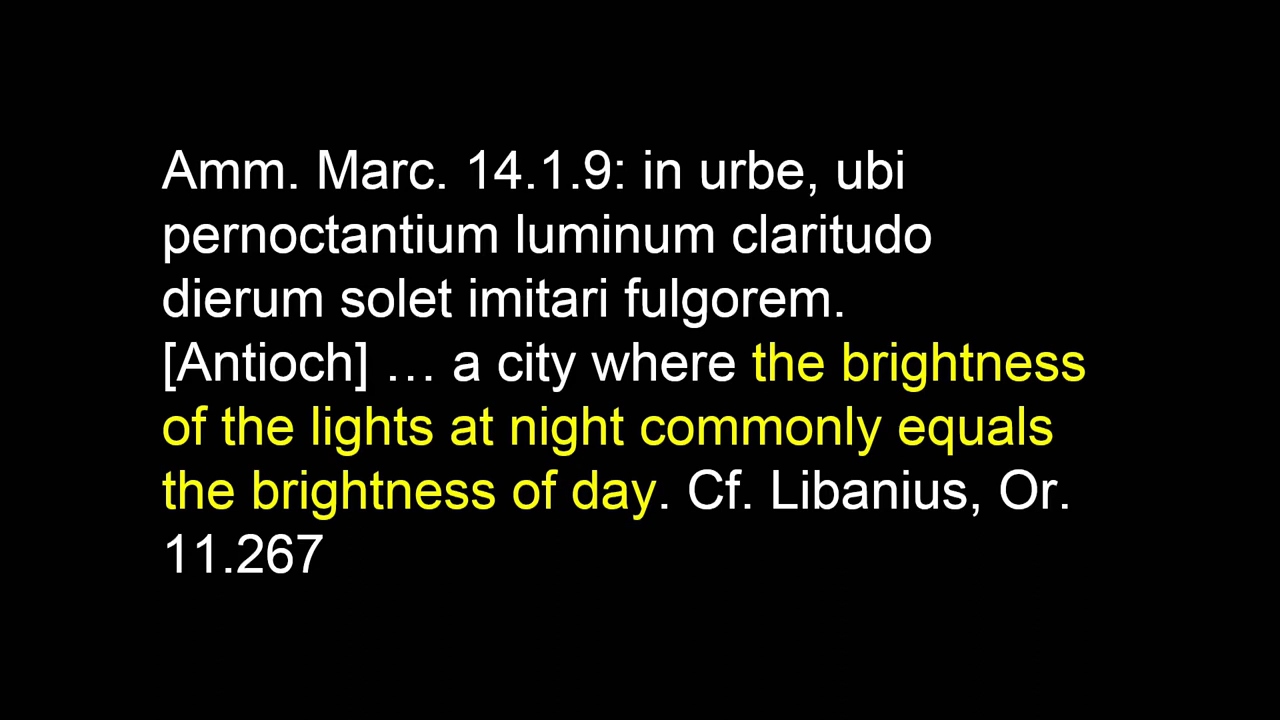 Amm. Marc. 14.1.9: in urbe, ubi
pernoctantium luminum claritudo
dierum solet imitari fulgorem.
[Antioch] … a city where the brightness
of the lights at night commonly equals
the brightness of day. Cf. Libanius, Or.
11.267